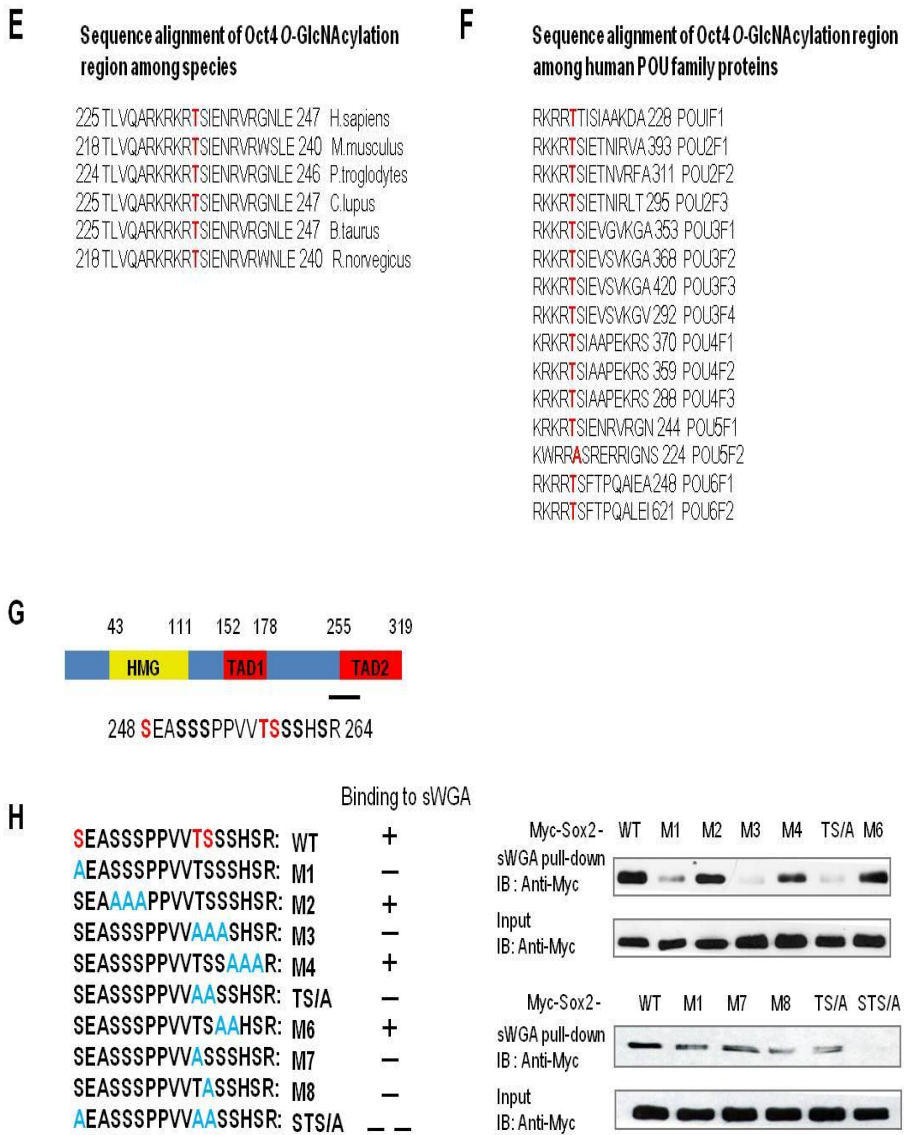 E
Sequence alignment of Oct4 O-GlcNAcylation
region among species
225 TLVQARKRKRTSIENRVRGNLE 247 H.sapiens
218 TLVQARKRKRTSIENRVRWSLE 240 M.musculus
224 TLVQARKRKRTSIENRVRGNLE 246 P.troglodytes
225 TLVQARKRKRTSIENRVRGNLE 247 C.lupus
225 TLVQARKRKRTSIENRVRGNLE 247 B.taurus
218 TLVQARKRKRTSIENRVRWNLE 240 R.norvegicus
F
Sequence alignment of Oct4 O-GlcNAcylation region
among human POU family proteins
RKRRTTISIAAKDA 228 POUIF1
RKKRTSIETNIRVA 393 POU2F1
RKKRTSIETNVRFA 311 POU2F2
RKKRTSIETNIRLT 295 POU2F3
RKKRTSIEVGVKGA 353 POU3F1
RKKRTSIEVSVKGA 368 POU3F2
RKKRTSIEVSVKGA 420 POU3F3
RKKRTSIEVSVKGV 292 POU3F4
KRKRTSIAAPEKRS 370 POU4F1
KRKRTSIAAPEKRS 359 POU4F2
KRKRTSIAAPEKRS 288 POU4F3
KRKRTSIENRVRGN 244 POU5F1
KWRRASRERRIGNS 224 POU5F2
RKRRTSFTPQAIEA 248 POU6F1
RKRRTSFTPQALEI 621 POU6F2
G
43 111 152 178 255 319
HMG TAD1 TAD2
248 SEASSSPPVVTSSSHSR 264
H
Binding to sWGA
SEASSSPPVVTSSSHSR: WT +
AEASSSPPVVTSSSHSR: M1 –
SEAAAAPPVVTSSSHSR: M2 +
SEASSSPPVVAAASHSR: M3 –
SEASSSPPVVTSSAAAR: M4 +
SEASSSPPVVAASSHSR: TS/A –
SEASSSPPVVTSAAHSR: M6 +
SEASSSPPVVASSSHSR: M7 –
SEASSSPPVVTASSHSR: M8 –
AEASSSPPVVAASSHSR: STS/A – –
Myc-Sox2 - WT M1 M2 M3 M4 TS/A M6
sWGA pull-down
IB : Anti-Myc
Input
IB: Anti-Myc
Myc-Sox2 - WT M1 M7 M8 TS/A STS/A
sWGA pull-down
IB : Anti-Myc
Input
IB: Anti-Myc